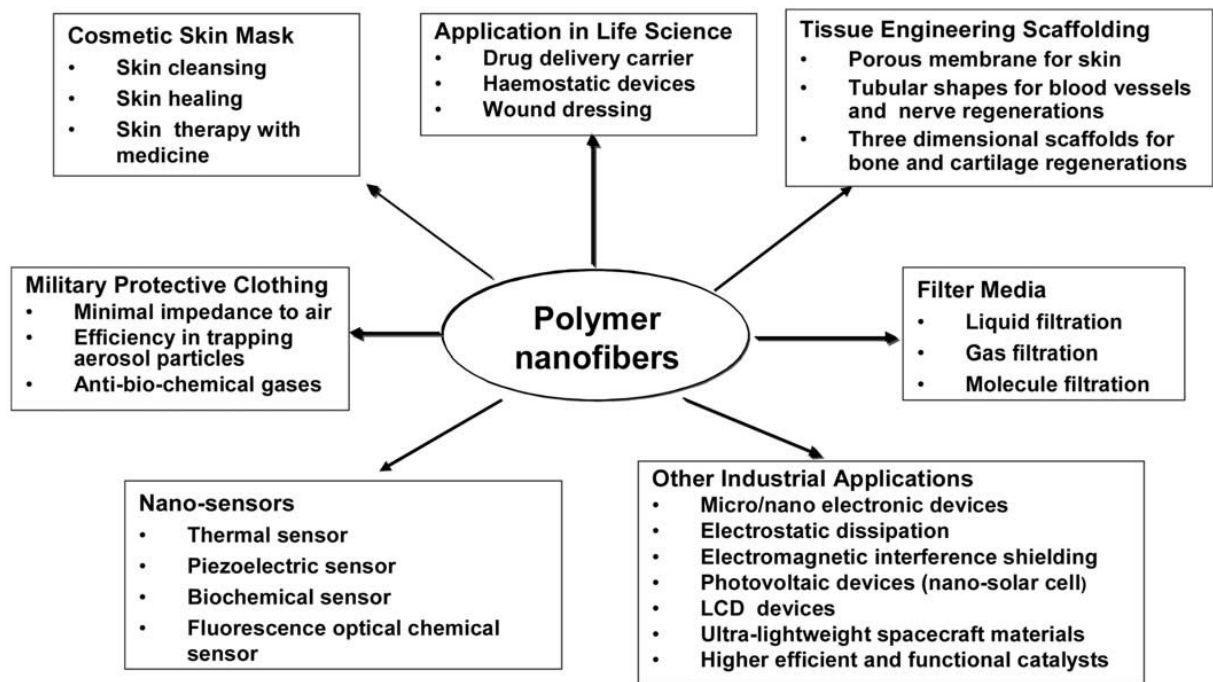 Cosmetic Skin Mask
• Skin cleansing
• Skin healing
• Skin therapy with
medicine
Application in Life Science
• Drug delivery carrier
• Haemostatic devices
• Wound dressing
Tissue Engineering Scaffolding
• Porous membrane for skin
• Tubular shapes for blood vessels
and nerve regenerations
• Three dimensional scaffolds for
bone and cartilage regenerations
Military Protective Clothing
• Minimal impedance to air
• Efficiency in trapping
aerosol particles
• Anti-bio-chemical gases
Polymer
nanofibers
Filter Media
• Liquid filtration
• Gas filtration
• Molecule filtration
Nano-sensors
• Thermal sensor
• Piezoelectric sensor
• Biochemical sensor
• Fluorescence optical chemical
sensor
Other Industrial Applications
• Micro/nano electronic devices
• Electrostatic dissipation
• Electromagnetic interference shielding
• Photovoltaic devices (nano-solar cell)
• LCD devices
• Ultra-lightweight spacecraft materials
• Higher efficient and functional catalysts